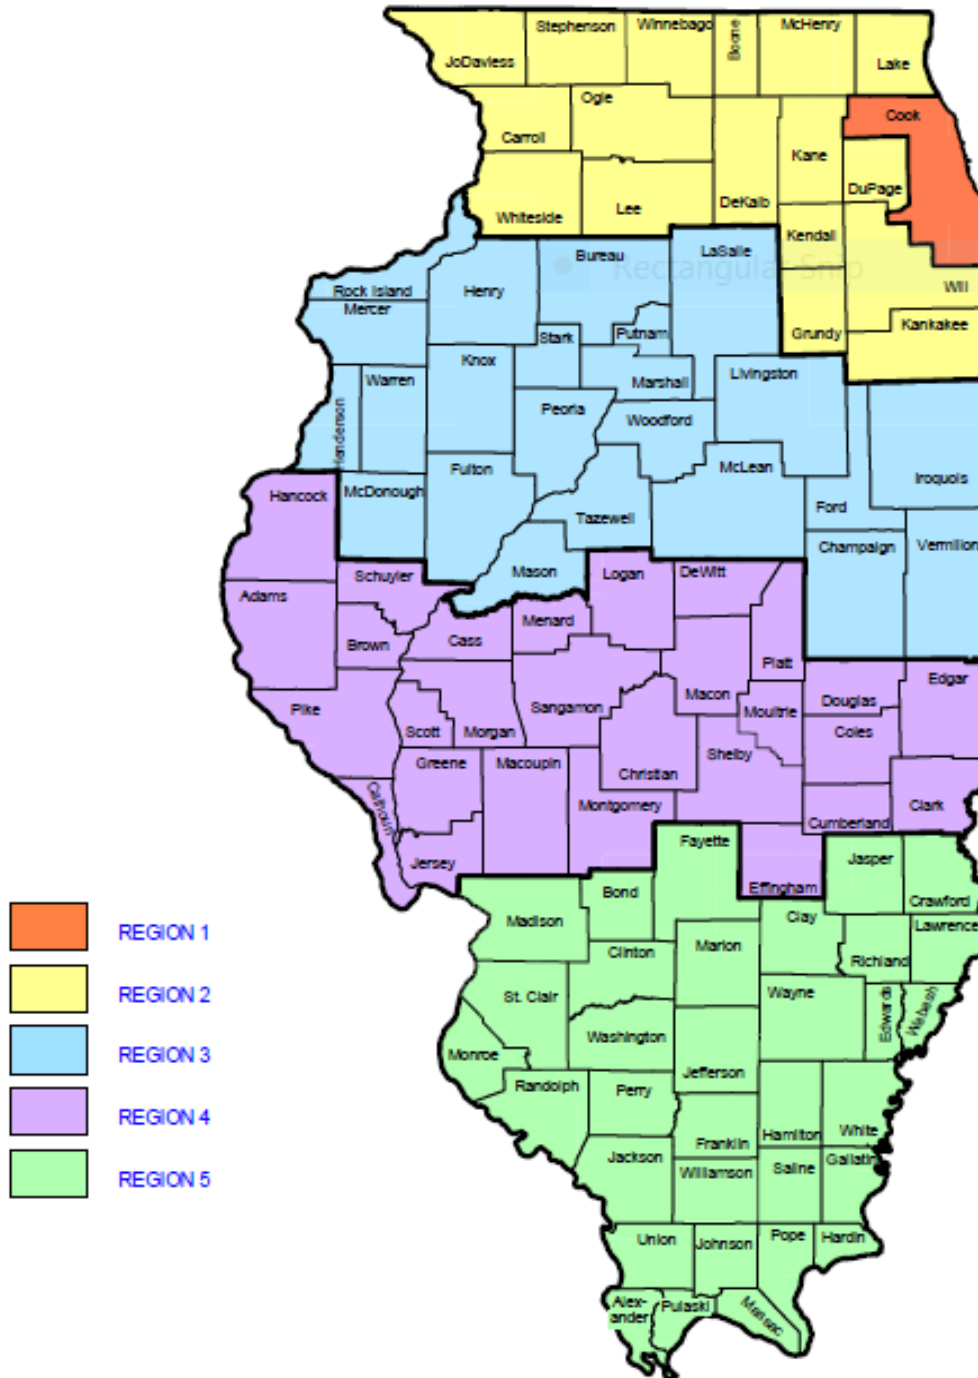 Stephenson
Winnebago
Boone
McHenry
JoDaviess
Lake
Ogle
Cook
Carroll
Kane
DuPage
Whiteside
Lee
DeKalb
Kendall
Bureau
LaSalle
Rectangular Snip
Rock Island
Henry
Will
Mercer
Grundy
Kankakee
Stark
Putnam
Knox
Warren
Marshall
Livingston
Henderson
Peoria
Woodford
Fulton
McLean
Iroquois
Hancock
McDonough
Tazewell
Ford
Champaign
Vermilion
Schuyler
Mason
Logan
DeWitt
Adams
Menard
Brown
Cass
Piatt
Edgar
Pike
Sangamon
Macon
Moultrie
Douglas
Scott
Morgan
Coles
Greene
Macoupin
Shelby
Christian
Calhoun
Montgomery
Cumberland
Clark
Jersey
Fayette
Jasper
Effingham
Bond
Crawford
Madison
Clay
Lawrence
REGION 1
Clinton
Marion
Richland
REGION 2
St. Clair
Wayne
Edwards
Wabash
Washington
REGION 3
Monroe
Jefferson
Randolph
Perry
REGION 4
Franklin
Hamilton
White
Jackson
Williamson
Saline
Gallatin
REGION 5
Union
Johnson
Pope
Hardin
Alex-
ander
Pulaski
Massac